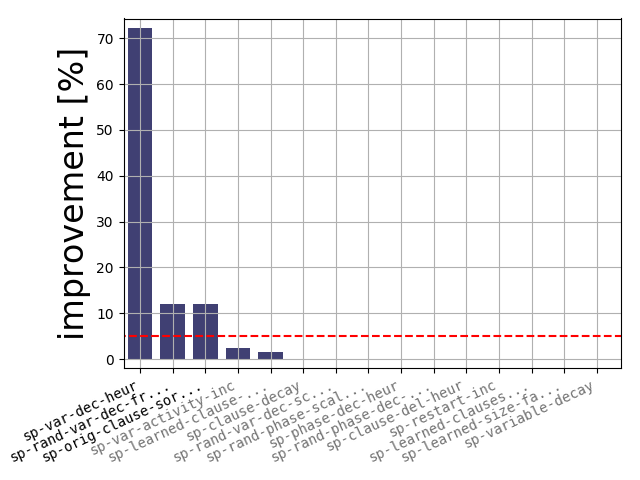 improvement [%]
70
60
50
40
30
20
10
0
sp-var-dec-heur
sp-rand-var-dec-fr...
sp-orig-clause-sor...
sp-var-activity-inc
sp-learned-clause-...
sp-clause-decay
sp-rand-var-dec-sc...
sp-rand-phase-scal...
sp-phase-dec-heur
sp-rand-phase-dec-...
sp-clause-del-heur
sp-restart-inc
sp-learned-clauses...
sp-learned-size-fa...
sp-variable-decay